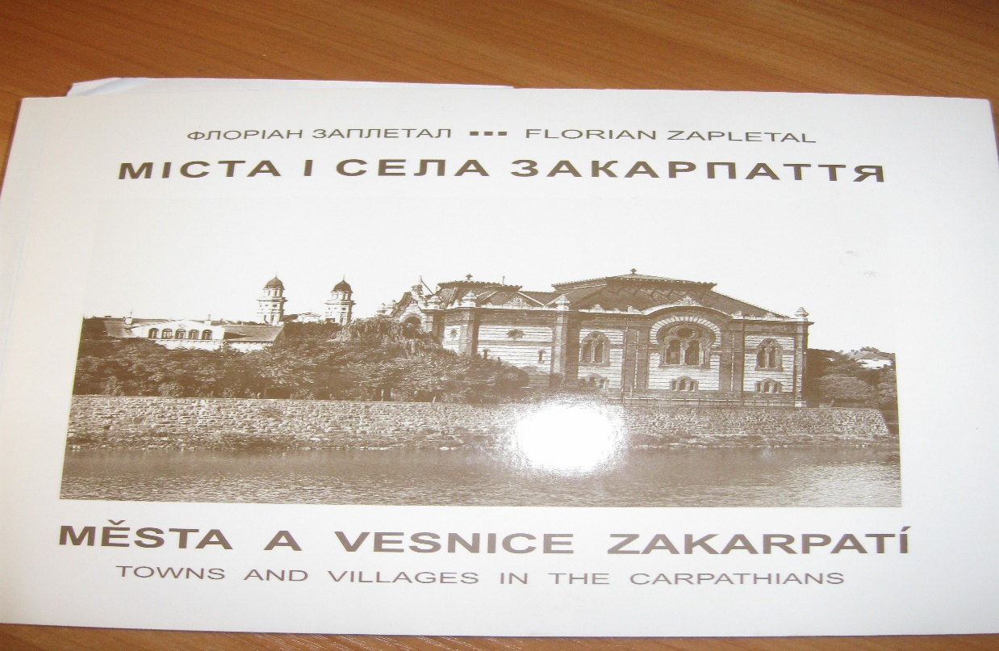 ФЛОРІАН ЗАПЛЕТАЛ ▪▪▪ FLORIAN ZAPLETAL
МІСТА І СЕЛА ЗАКАРПАТТЯ
MĚSTA A VESNICE ZAKARPATÍ
TOWNS AND VILLAGES IN THE CARPATHIANS